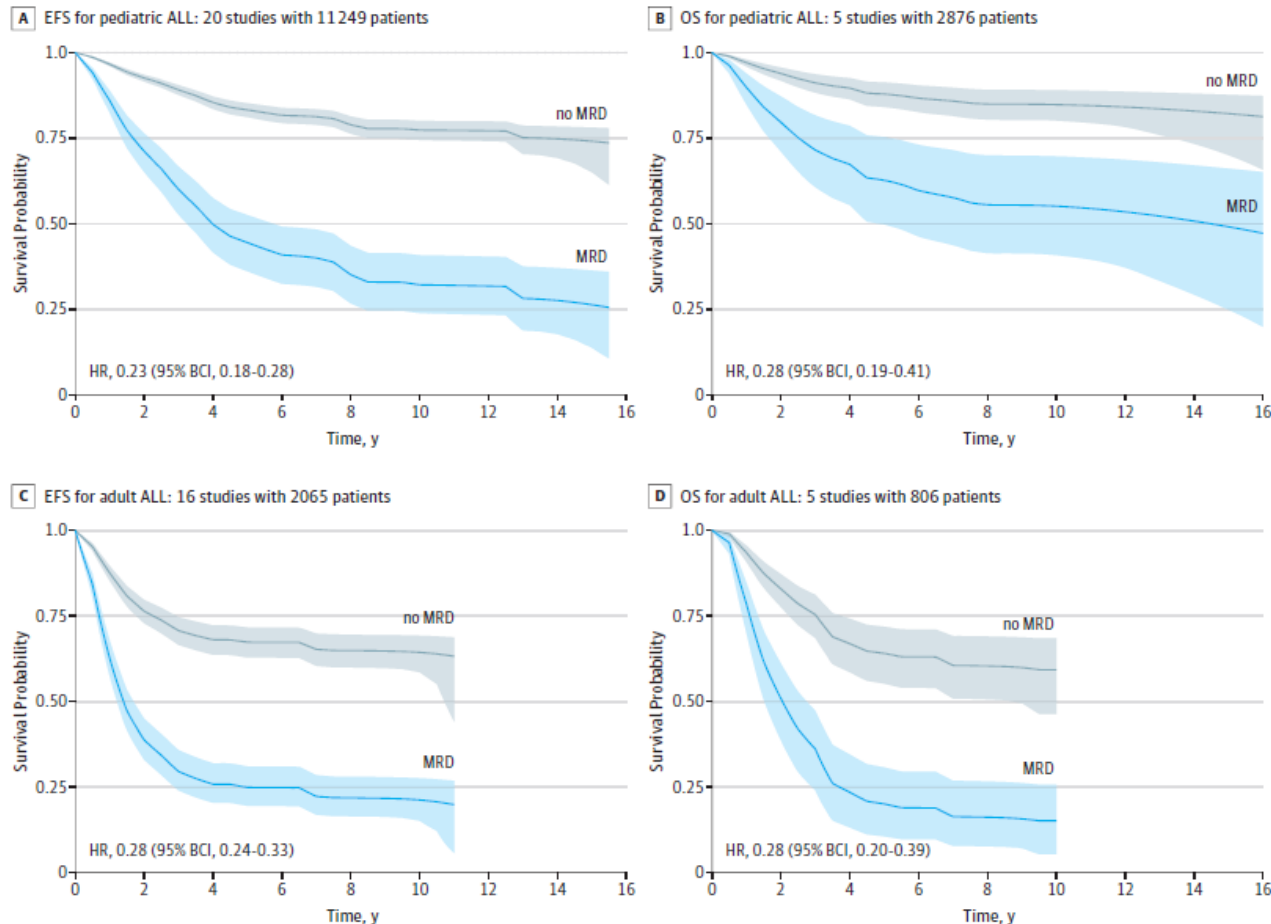 A EFS for pediatric ALL: 20 studies with 11249 patients
1.0
0.75
0.50
0.25
0
Survival Probability
no MRD
MRD
HR, 0.23 (95% BCI, 0.18-0.28)
0 2 4 6 8 10 12 14 16
Time, y
B OS for pediatric ALL: 5 studies with 2876 patients
1.0
0.75
0.50
0.25
0
Survival Probability
no MRD
MRD
HR, 0.28 (95% BCI, 0.19-0.41)
0 2 4 6 8 10 12 14 16
Time, y
C EFS for adult ALL: 16 studies with 2065 patients
1.0
0.75
0.50
0.25
0
Survival Probability
no MRD
MRD
HR, 0.28 (95% BCI, 0.24-0.33)
0 2 4 6 8 10 12 14 16
Time, y
D OS for adult ALL: 5 studies with 806 patients
1.0
0.75
0.50
0.25
0
Survival Probability
no MRD
MRD
HR, 0.28 (95% BCI, 0.20-0.39)
0 2 4 6 8 10 12 14 16
Time, y